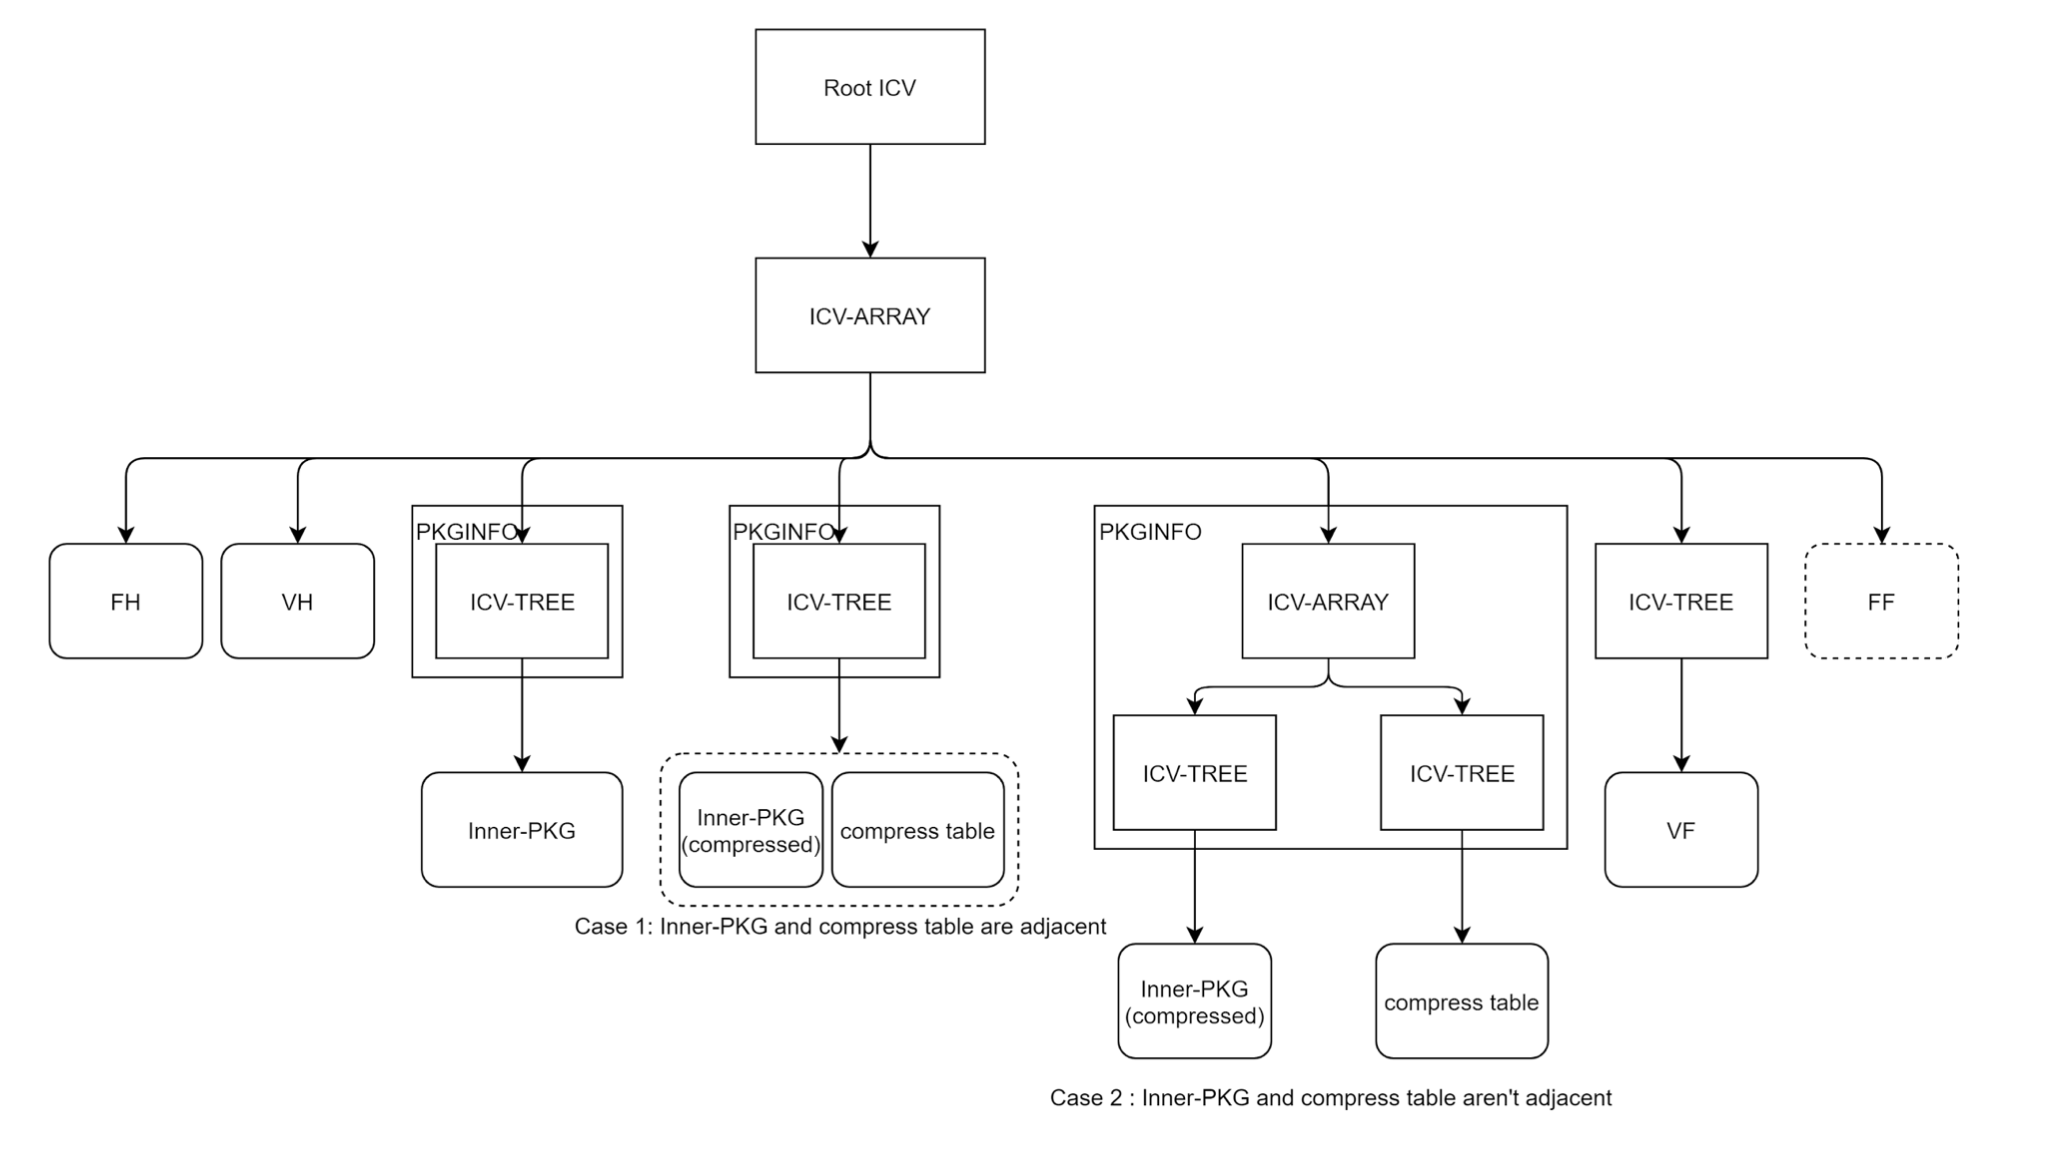 Root ICV
ICV-ARRAY
PKGINFO
PKGINFO
PKGINFO
FH
VH
ICV-TREE
ICV-TREE
ICV-ARRAY
ICV-TREE
FF
ICV-TREE
ICV-TREE
Inner-PKG
Inner-PKG
(compressed)
compress table
VF
Case 1: Inner-PKG and compress table are adjacent
Inner-PKG
(compressed)
compress table
Case 2 : Inner-PKG and compress table aren't adjacent